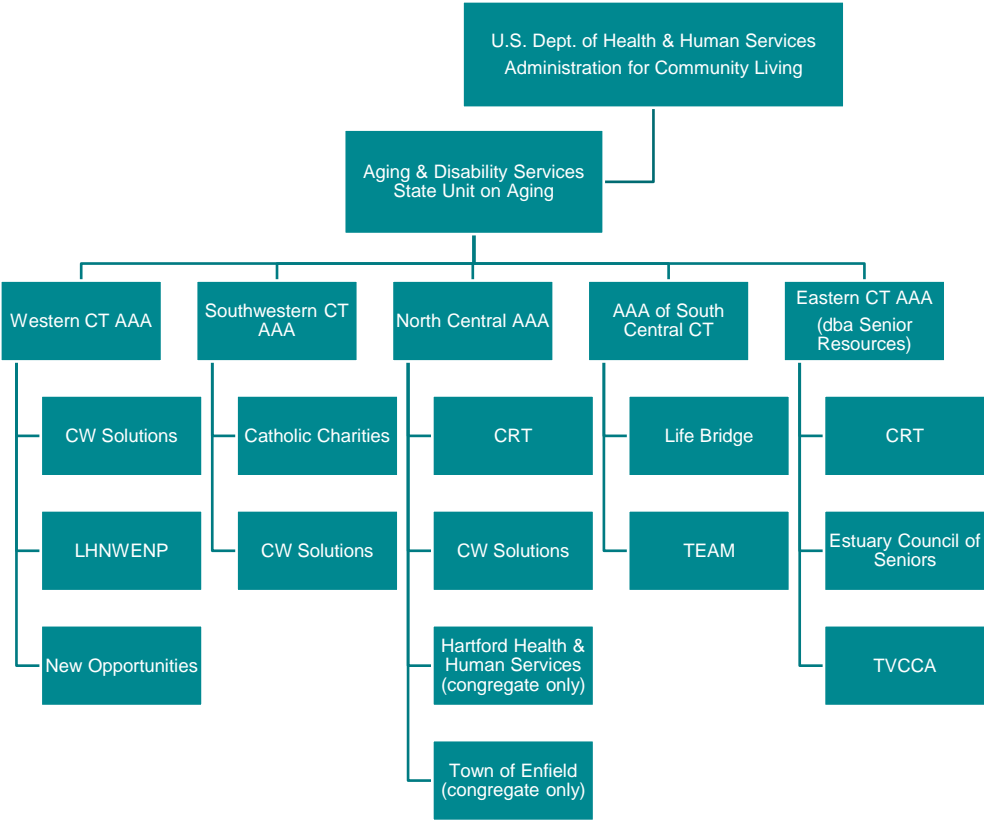 U.S. Dept. of Health & Human Services
Administration for Community Living
Aging & Disability Services
State Unit on Aging
Western CT AAA
Southwestern CT
AAA
North Central AAA
AAA of South
Central CT
Eastern CT AAA
(dba Senior
Resources)
CW Solutions
LHNWENP
New Opportunities
Catholic Charities
CW Solutions
CRT
CW Solutions
Hartford Health &
Human Services
(congregate only)
Town of Enfield
(congregate only)
Life Bridge
TEAM
CRT
Estuary Council of
Seniors
TVCCA